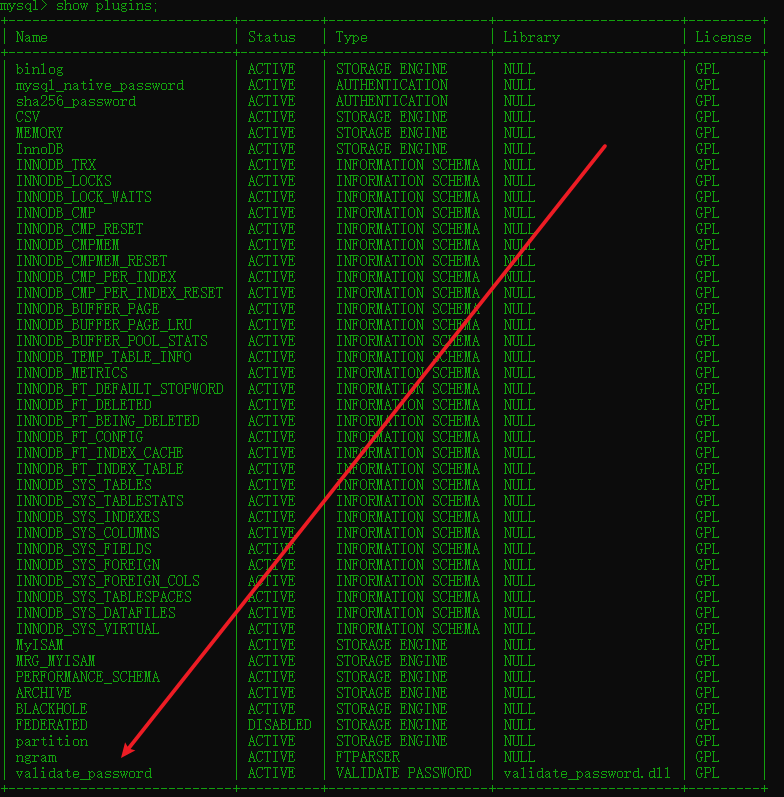 mysql> show plugins;
+----------------------------+----------+--------------------+----------------------+---------+
| Name | Status | Type | Library | License |
+----------------------------+----------+--------------------+----------------------+---------+
| binlog | ACTIVE | STORAGE ENGINE | NULL | GPL |
| mysql_native_password | ACTIVE | AUTHENTICATION | NULL | GPL |
| sha256_password | ACTIVE | AUTHENTICATION | NULL | GPL |
| CSV | ACTIVE | STORAGE ENGINE | NULL | GPL |
| MEMORY | ACTIVE | STORAGE ENGINE | NULL | GPL |
| InnoDB | ACTIVE | STORAGE ENGINE | NULL | GPL |
| INNODB_TRX | ACTIVE | INFORMATION SCHEMA | NULL | GPL |
| INNODB_LOCKS | ACTIVE | INFORMATION SCHEMA | NULL | GPL |
| INNODB_LOCK_WAITS | ACTIVE | INFORMATION SCHEMA | NULL | GPL |
| INNODB_CMP | ACTIVE | INFORMATION SCHEMA | NULL | GPL |
| INNODB_CMP_RESET | ACTIVE | INFORMATION SCHEMA | NULL | GPL |
| INNODB_CMPMEM | ACTIVE | INFORMATION SCHEMA | NULL | GPL |
| INNODB_CMPMEM_RESET | ACTIVE | INFORMATION SCHEMA | NULL | GPL |
| INNODB_CMP_PER_INDEX | ACTIVE | INFORMATION SCHEMA | NULL | GPL |
| INNODB_CMP_PER_INDEX_RESET | ACTIVE | INFORMATION SCHEMA | NULL | GPL |
| INNODB_BUFFER_PAGE | ACTIVE | INFORMATION SCHEMA | NULL | GPL |
| INNODB_BUFFER_PAGE_LRU | ACTIVE | INFORMATION SCHEMA | NULL | GPL |
| INNODB_BUFFER_POOL_STATS | ACTIVE | INFORMATION SCHEMA | NULL | GPL |
| INNODB_TEMP_TABLE_INFO | ACTIVE | INFORMATION SCHEMA | NULL | GPL |
| INNODB_METRICS | ACTIVE | INFORMATION SCHEMA | NULL | GPL |
| INNODB_FT_DEFAULT_STOPWORD | ACTIVE | INFORMATION SCHEMA | NULL | GPL |
| INNODB_FT_DELETED | ACTIVE | INFORMATION SCHEMA | NULL | GPL |
| INNODB_FT_BEING_DELETED | ACTIVE | INFORMATION SCHEMA | NULL | GPL |
| INNODB_FT_CONFIG | ACTIVE | INFORMATION SCHEMA | NULL | GPL |
| INNODB_FT_INDEX_CACHE | ACTIVE | INFORMATION SCHEMA | NULL | GPL |
| INNODB_FT_INDEX_TABLE | ACTIVE | INFORMATION SCHEMA | NULL | GPL |
| INNODB_SYS_TABLES | ACTIVE | INFORMATION SCHEMA | NULL | GPL |
| INNODB_SYS_TABLESTATS | ACTIVE | INFORMATION SCHEMA | NULL | GPL |
| INNODB_SYS_INDEXES | ACTIVE | INFORMATION SCHEMA | NULL | GPL |
| INNODB_SYS_COLUMNS | ACTIVE | INFORMATION SCHEMA | NULL | GPL |
| INNODB_SYS_FIELDS | ACTIVE | INFORMATION SCHEMA | NULL | GPL |
| INNODB_SYS_FOREIGN | ACTIVE | INFORMATION SCHEMA | NULL | GPL |
| INNODB_SYS_FOREIGN_COLS | ACTIVE | INFORMATION SCHEMA | NULL | GPL |
| INNODB_SYS_TABLESPACES | ACTIVE | INFORMATION SCHEMA | NULL | GPL |
| INNODB_SYS_DATAFILES | ACTIVE | INFORMATION SCHEMA | NULL | GPL |
| INNODB_SYS_VIRTUAL | ACTIVE | INFORMATION SCHEMA | NULL | GPL |
| MyISAM | ACTIVE | STORAGE ENGINE | NULL | GPL |
| MRG_MYISAM | ACTIVE | STORAGE ENGINE | NULL | GPL |
| PERFORMANCE_SCHEMA | ACTIVE | STORAGE ENGINE | NULL | GPL |
| ARCHIVE | ACTIVE | STORAGE ENGINE | NULL | GPL |
| BLACKHOLE | ACTIVE | STORAGE ENGINE | NULL | GPL |
| FEDERATED | DISABLED | STORAGE ENGINE | NULL | GPL |
| partition | ACTIVE | STORAGE ENGINE | NULL | GPL |
| ngram | ACTIVE | FTPARSER | NULL | GPL |
| validate_password | ACTIVE | VALIDATE PASSWORD | validate_password.dll | GPL |
+----------------------------+----------+--------------------+----------------------+---------+